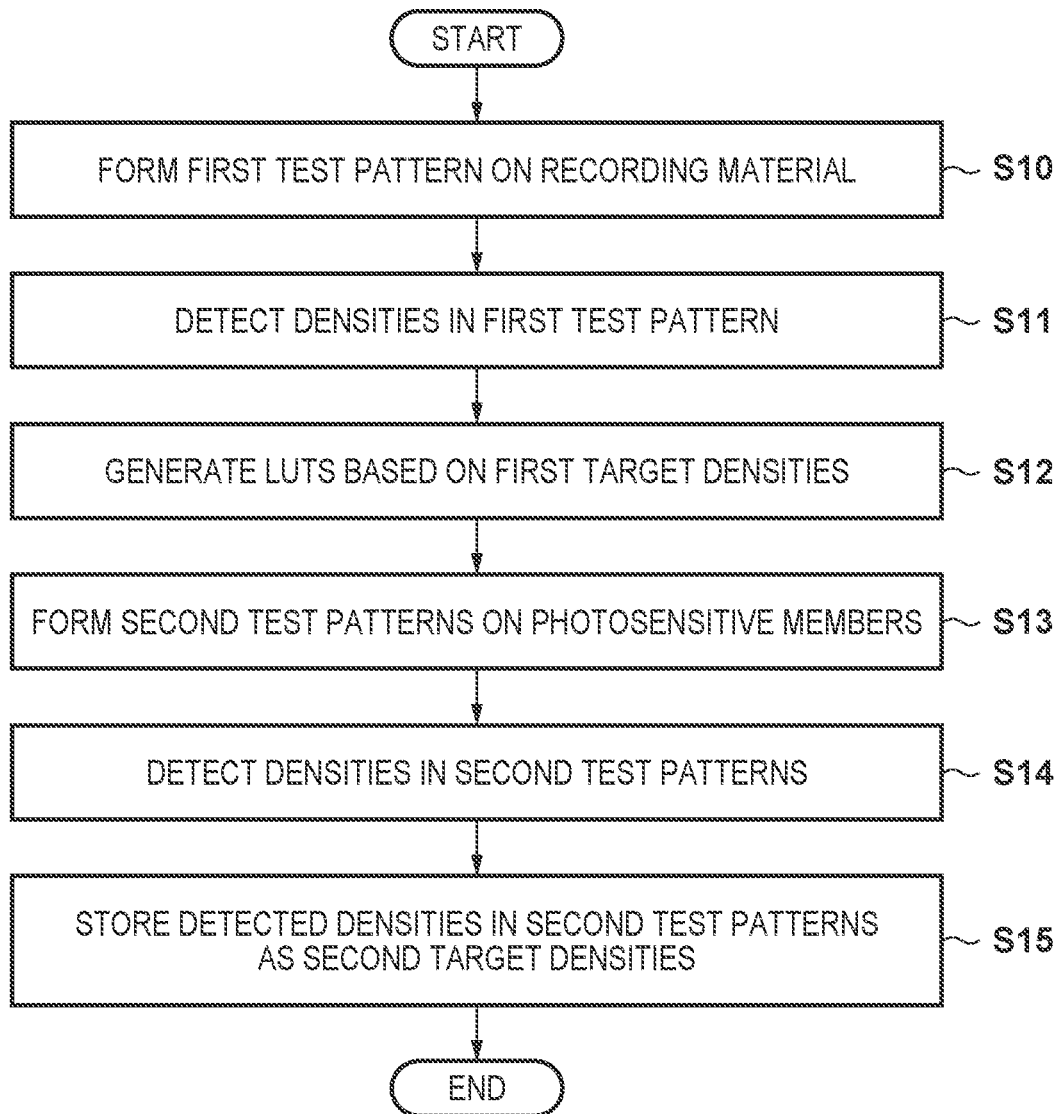 START
FORM FIRST TEST PATTERN ON RECORDING MATERIAL
S10
DETECT DENSITIES IN FIRST TEST PATTERN
S11
GENERATE LUTS BASED ON FIRST TARGET DENSITIES
S12
FORM SECOND TEST PATTERNS ON PHOTOSENSITIVE MEMBERS
S13
DETECT DENSITIES IN SECOND TEST PATTERNS
S14
STORE DETECTED DENSITIES IN SECOND TEST PATTERNS
AS SECOND TARGET DENSITIES
S15
END